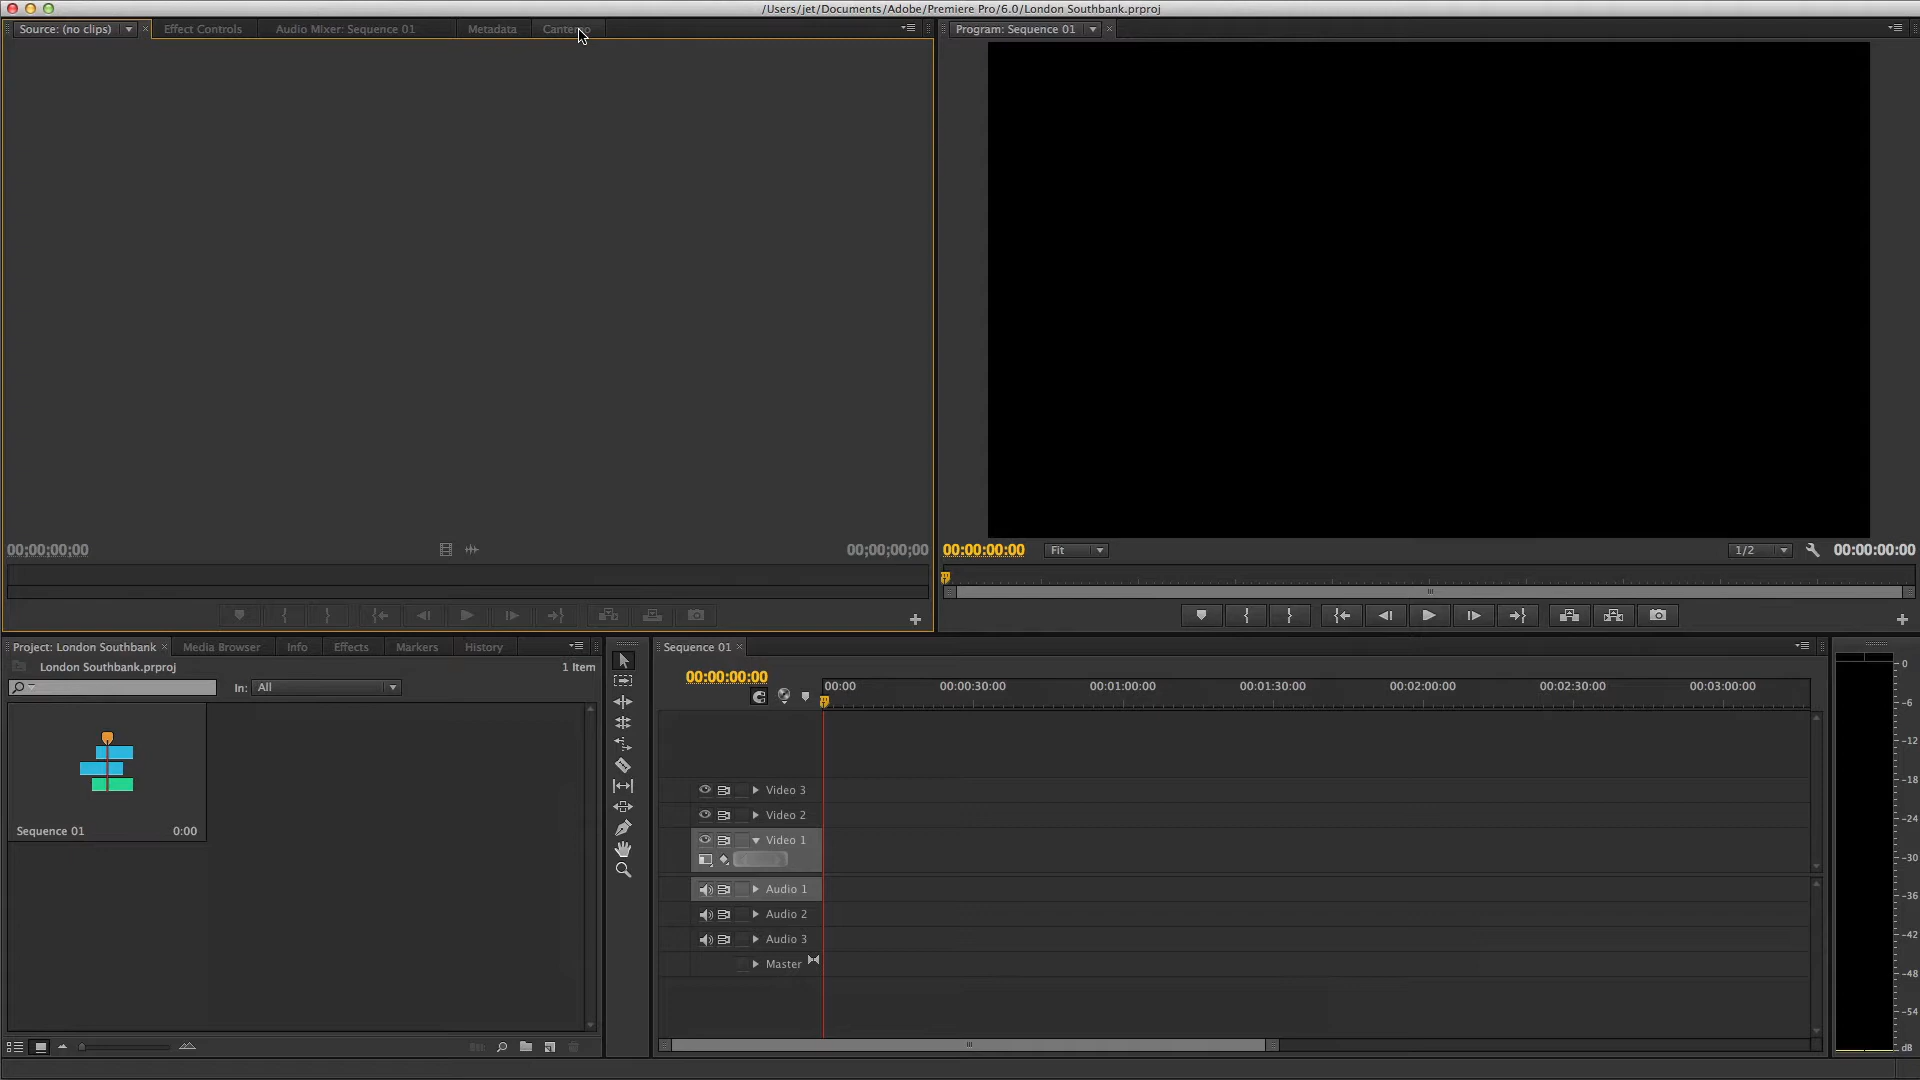 /Users/jet/Documents/Adobe/Premiere Pro/6.0/London Southbank.prproj
Source: (no clips)
Effect Controls
Audio Mixer: Sequence 01
Metadata
Program: Sequence 01
00;00;00;00
00;00;00;00
00:00:00:00
Fit
1/2
00:00:00:00
Project: London Southbank
Media Browser
Info
Effects
Markers
History
London Southbank.prproj
1 Item
In:
All
Sequence 01
0:00
Sequence 01
00:00:00:00
00:00
00:00:30:00
00:01:00:00
00:01:30:00
00:02:00:00
00:02:30:00
00:03:00:00
Video 3
Video 2
Video 1
Audio 1
Audio 2
Audio 3
Master
0
-6
-12
-18
-24
-30
-36
-42
-48
-54
dB